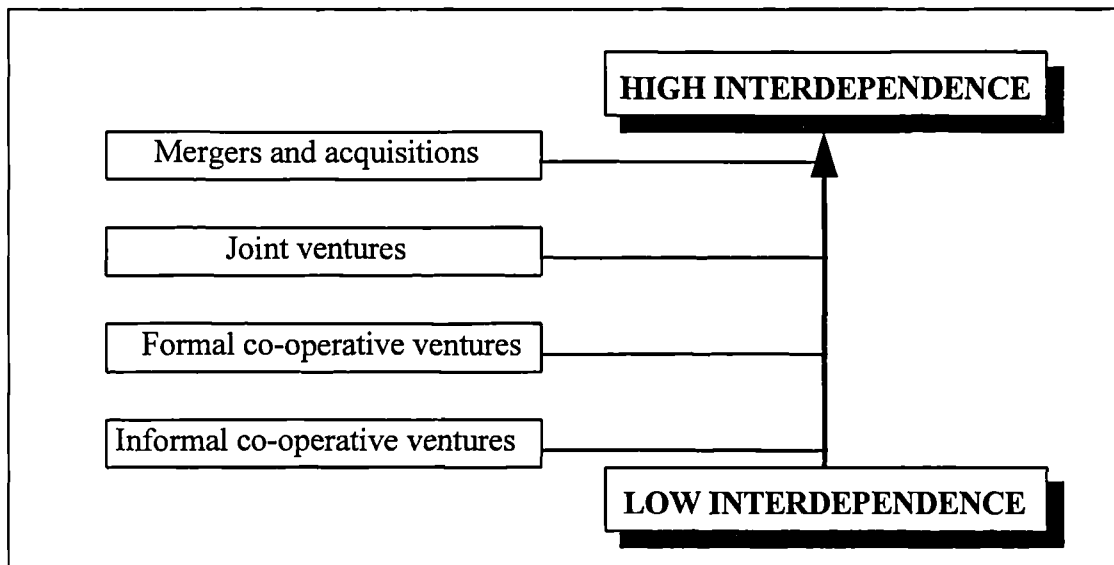 HIGH INTERDEPENDENCE
Mergers and acquisitions
Joint ventures
Formal co-operative ventures
Informal co-operative ventures
LOW INTERDEPENDENCE